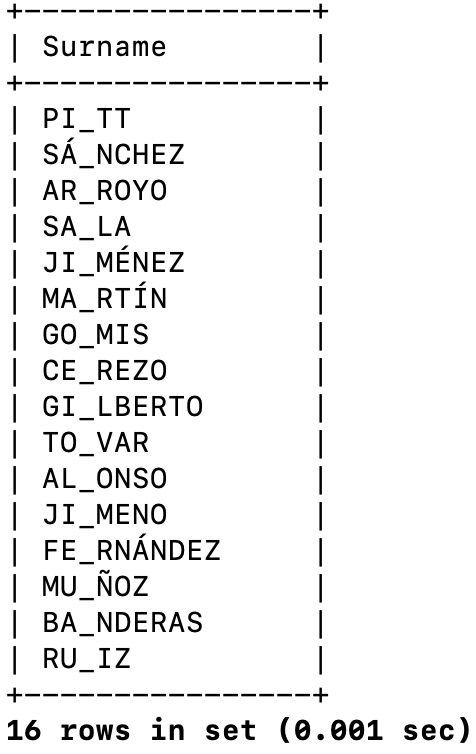 +----------------+
| Surname        |
+----------------+
| PI_TT          |
| SÁ_NCHEZ       |
| AR_ROYO        |
| SA_LA          |
| JI_MÉNEZ       |
| MA_RTÍN        |
| GO_MIS         |
| CE_REZO        |
| GI_LBERTO      |
| TO_VAR         |
| AL_ONSO        |
| JI_MENO        |
| FE_RNÁNDEZ     |
| MU_ÑOZ         |
| BA_NDERAS      |
| RU_IZ          |
+----------------+
16 rows in set (0.001 sec)